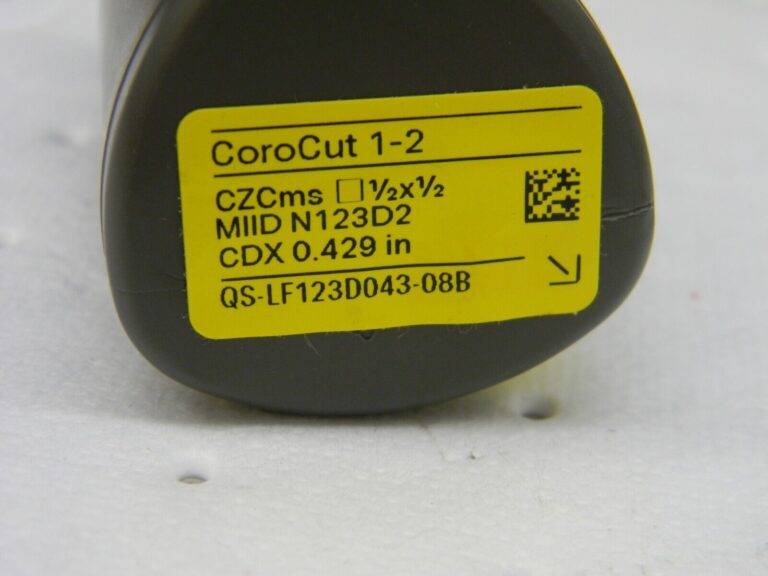 CoroCut 1-2
CZCms □ ½x½
MIID N123D2
CDX 0.429 in
QS-LF123D043-08B